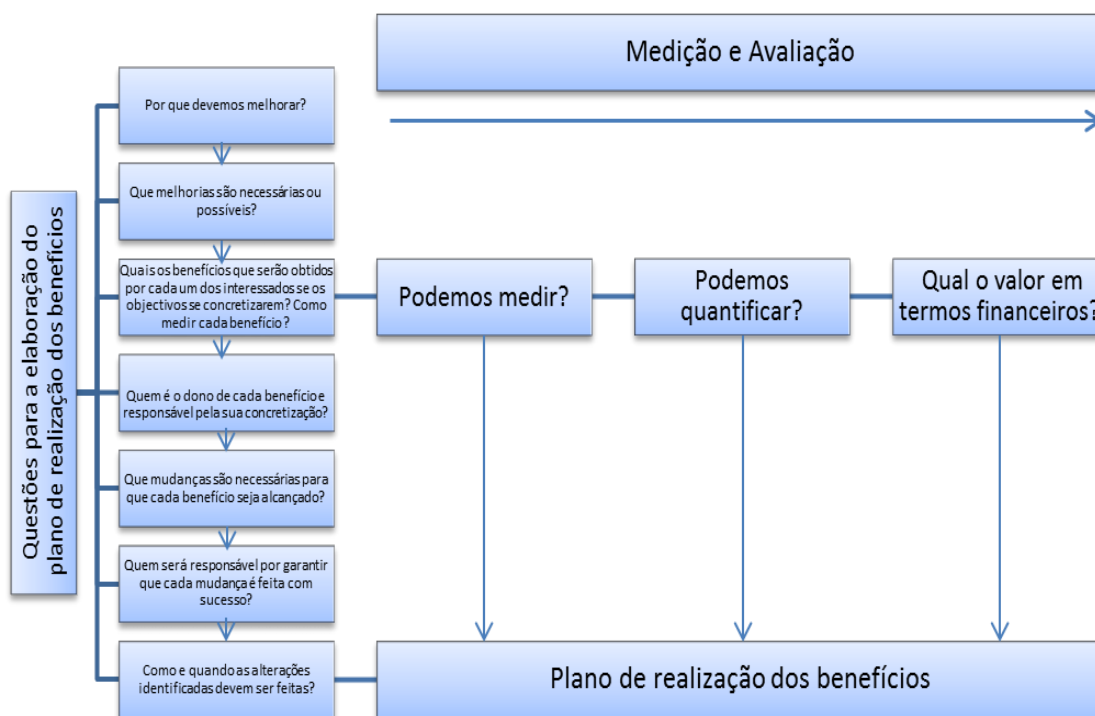 Medição e Avaliação
Questões para a elaboração do
plano de realização dos benefícios
Por que devemos melhorar?
Que melhorias são necessárias ou
possíveis?
Quais os benefícios que serão obtidos
por cada um dos interessados se os
objectivos se concretizarem? Como
medir cada benefício?
Podemos medir?
Podemos
quantificar?
Qual o valor em
termos financeiros?
Quem é o dono de cada benefício e
responsável pela sua concretização?
Que mudanças são necessárias para
que cada benefício seja alcançado?
Quem será responsável por garantir
que cada mudança é feita com
sucesso?
Como e quando as alterações
identificadas devem ser feitas?
Plano de realização dos benefícios